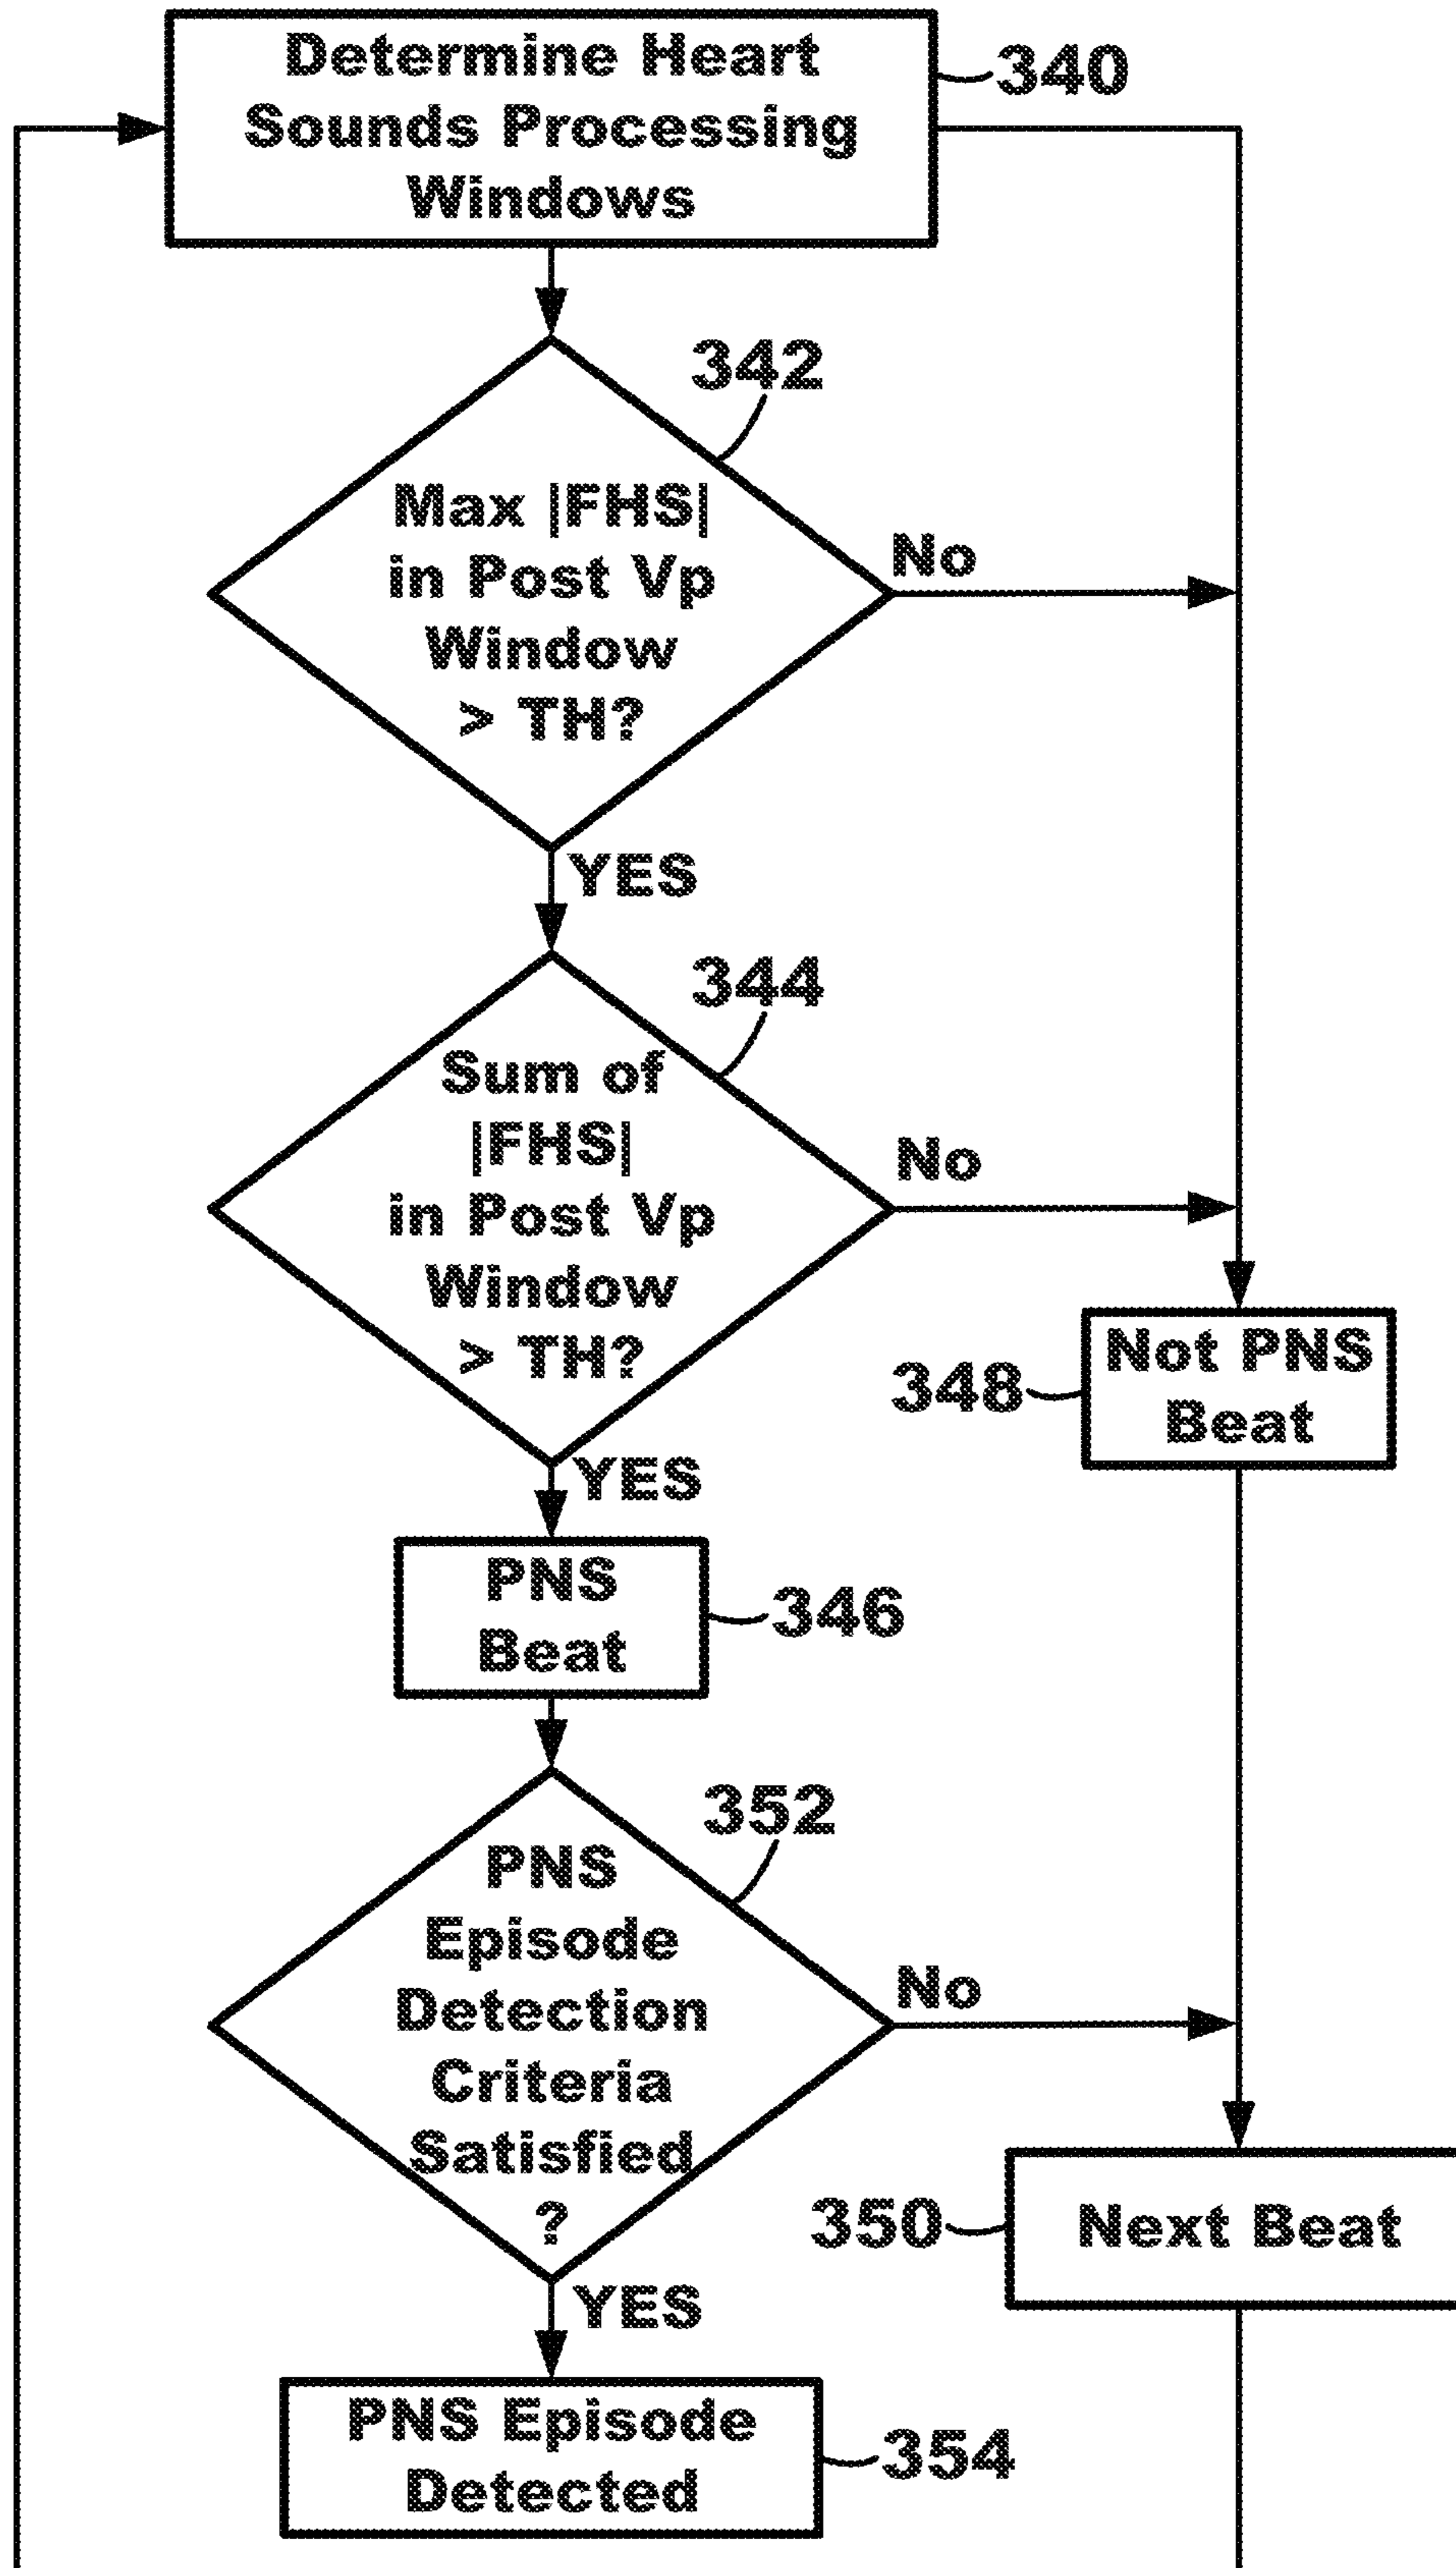 Determine Heart
Sounds Processing
Windows
340
342
Max |FHS|
in Post Vp
Window
> TH?
No
YES
344
Sum of
|FHS|
in Post Vp
Window
> TH?
No
348
Not PNS
Beat
YES
PNS
Beat
346
352
PNS
Episode
Detection
Criteria
Satisfied
?
No
350
Next Beat
YES
PNS Episode
Detected
354